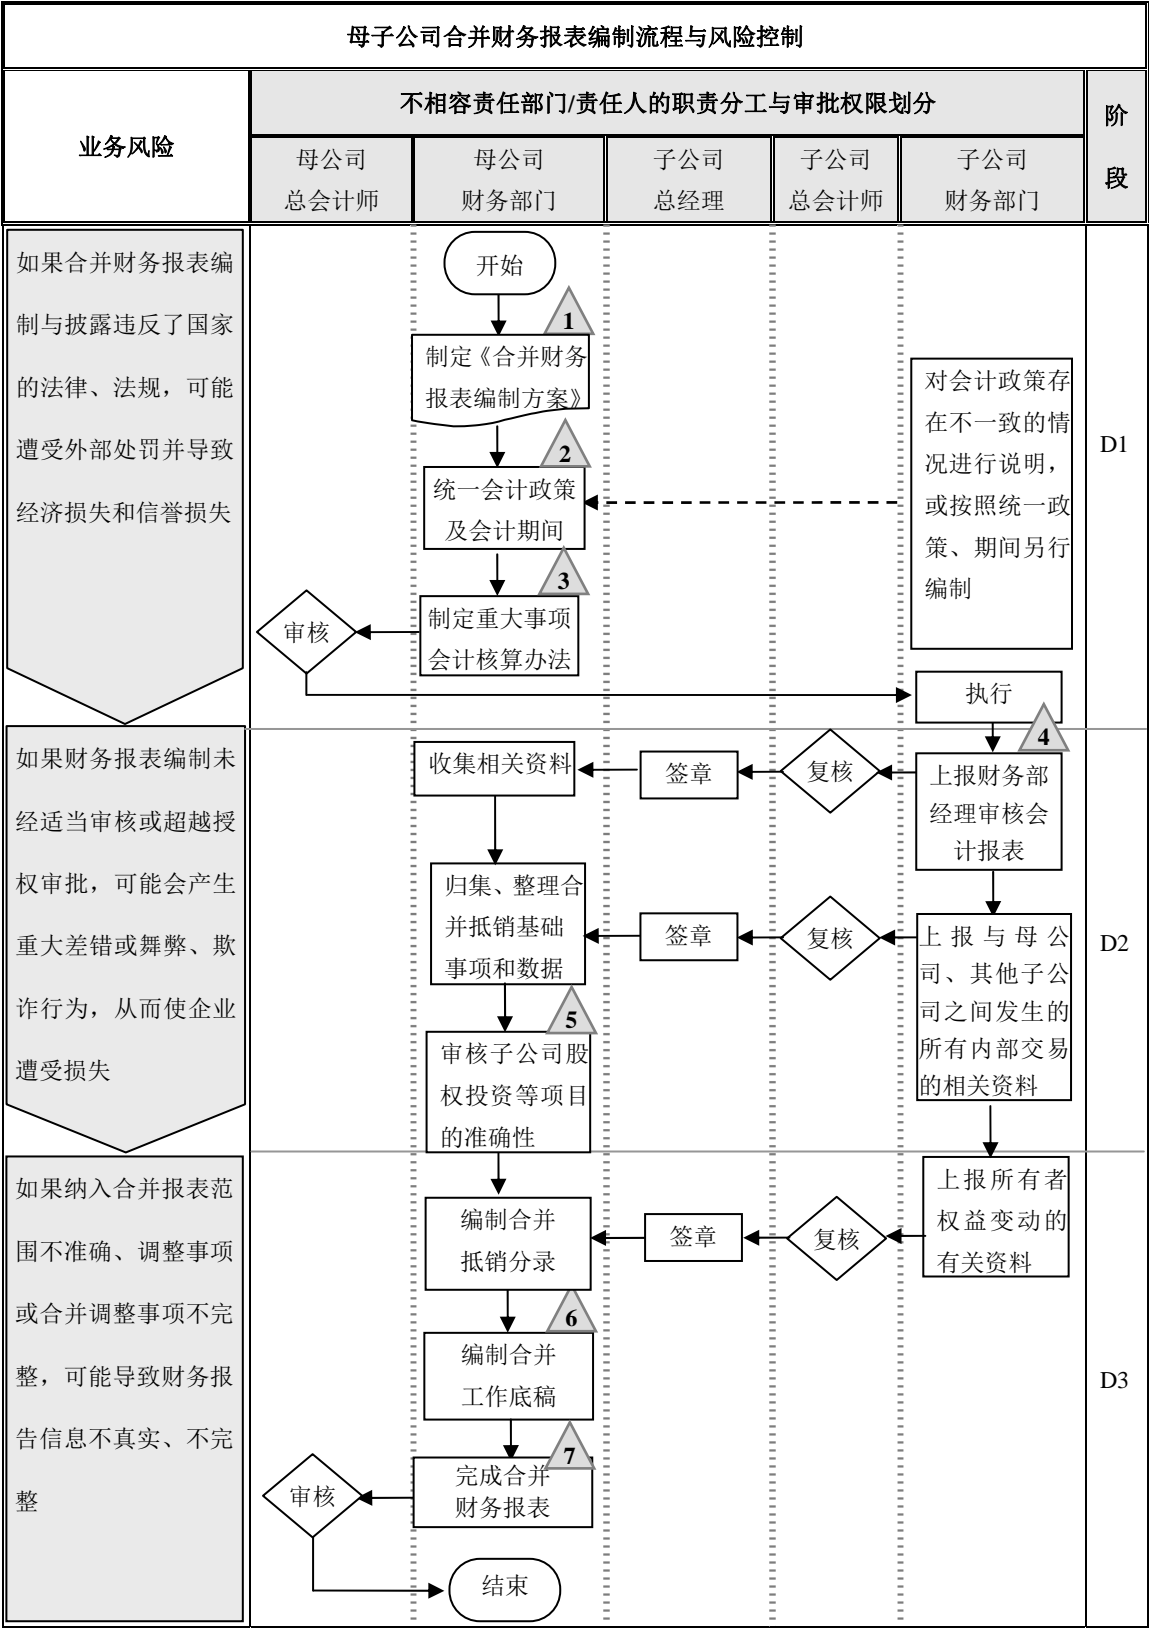 母子公司合并财务报表编制流程与风险控制
业务风险
不相容责任部门/责任人的职责分工与审批权限划分
阶
段
母公司
总会计师
母公司
财务部门
子公司
总经理
子公司
总会计师
子公司
财务部门
如果合并财务报表编
制与披露违反了国家
的法律、法规，可能
遭受外部处罚并导致
经济损失和信誉损失
开始
1
制定《合并财务
报表编制方案》
2
统一会计政策
及会计期间
3
制定重大事项
会计核算办法
审核
对会计政策存
在不一致的情
况进行说明，
或按照统一政
策、期间另行
编制
执行
D1
如果财务报表编制未
经适当审核或超越授
权审批，可能会产生
重大差错或舞弊、欺
诈行为，从而使企业
遭受损失
4
上报财务部
经理审核会
计报表
复核
签章
收集相关资料
归集、整理合
并抵销基础
事项和数据
签章
复核
上报与母公
司、其他子公
司之间发生的
所有内部交易
的相关资料
5
审核子公司股
权投资等项目
的准确性
D2
如果纳入合并报表范
围不准确、调整事项
或合并调整事项不完
整，可能导致财务报
告信息不真实、不完
整
编制合并
抵销分录
签章
复核
上报所有者
权益变动的
有关资料
6
编制合并
工作底稿
7
完成合并
财务报表
审核
结束
D3